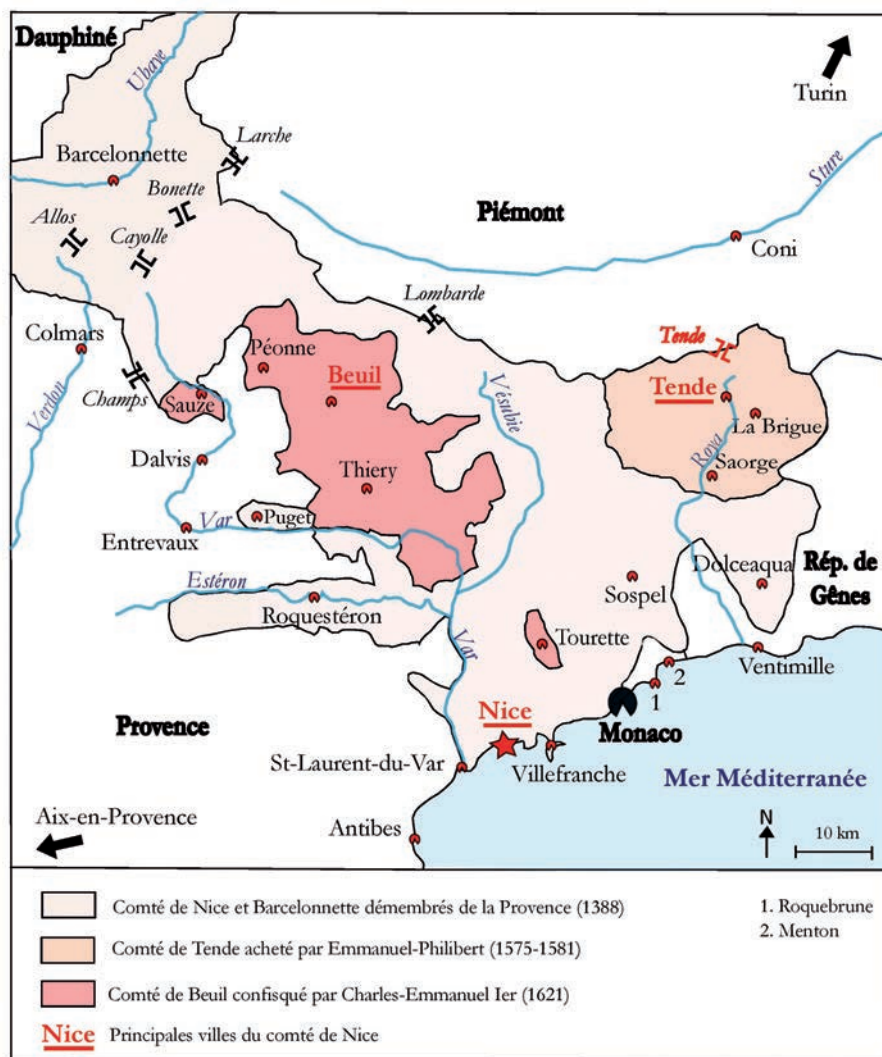 Dauphiné
Ubaye
Turin
Larche
Barcelonnette
Bonette
Sture
Piémont
Allos
Cayolle
Coni
Lombarde
Colmars
Tende
Péonne
Beuil
Verdon
Champs
Sauze
Vésubie
Tende
La Brigue
Roya
Saorge
Dalvis
Thiery
Var
Puget
Entrevaux
Dolceaqua
Rép. de
Gênes
Estéron
Sospel
Roquestéron
Var
Tourette
Ventimille
2
1
Nice
Monaco
Provence
St-Laurent-du-Var
Villefranche
Mer Méditerranée
Aix-en-Provence
N
Antibes
10 km
Comté de Nice et Barcelonnette démembrés de la Provence (1388)
1. Roquebrune
2. Menton
Comté de Tende acheté par Emmanuel-Philibert (1575-1581)
Comté de Beuil confisqué par Charles-Emmanuel Ier (1621)
Nice Principales villes du comté de Nice